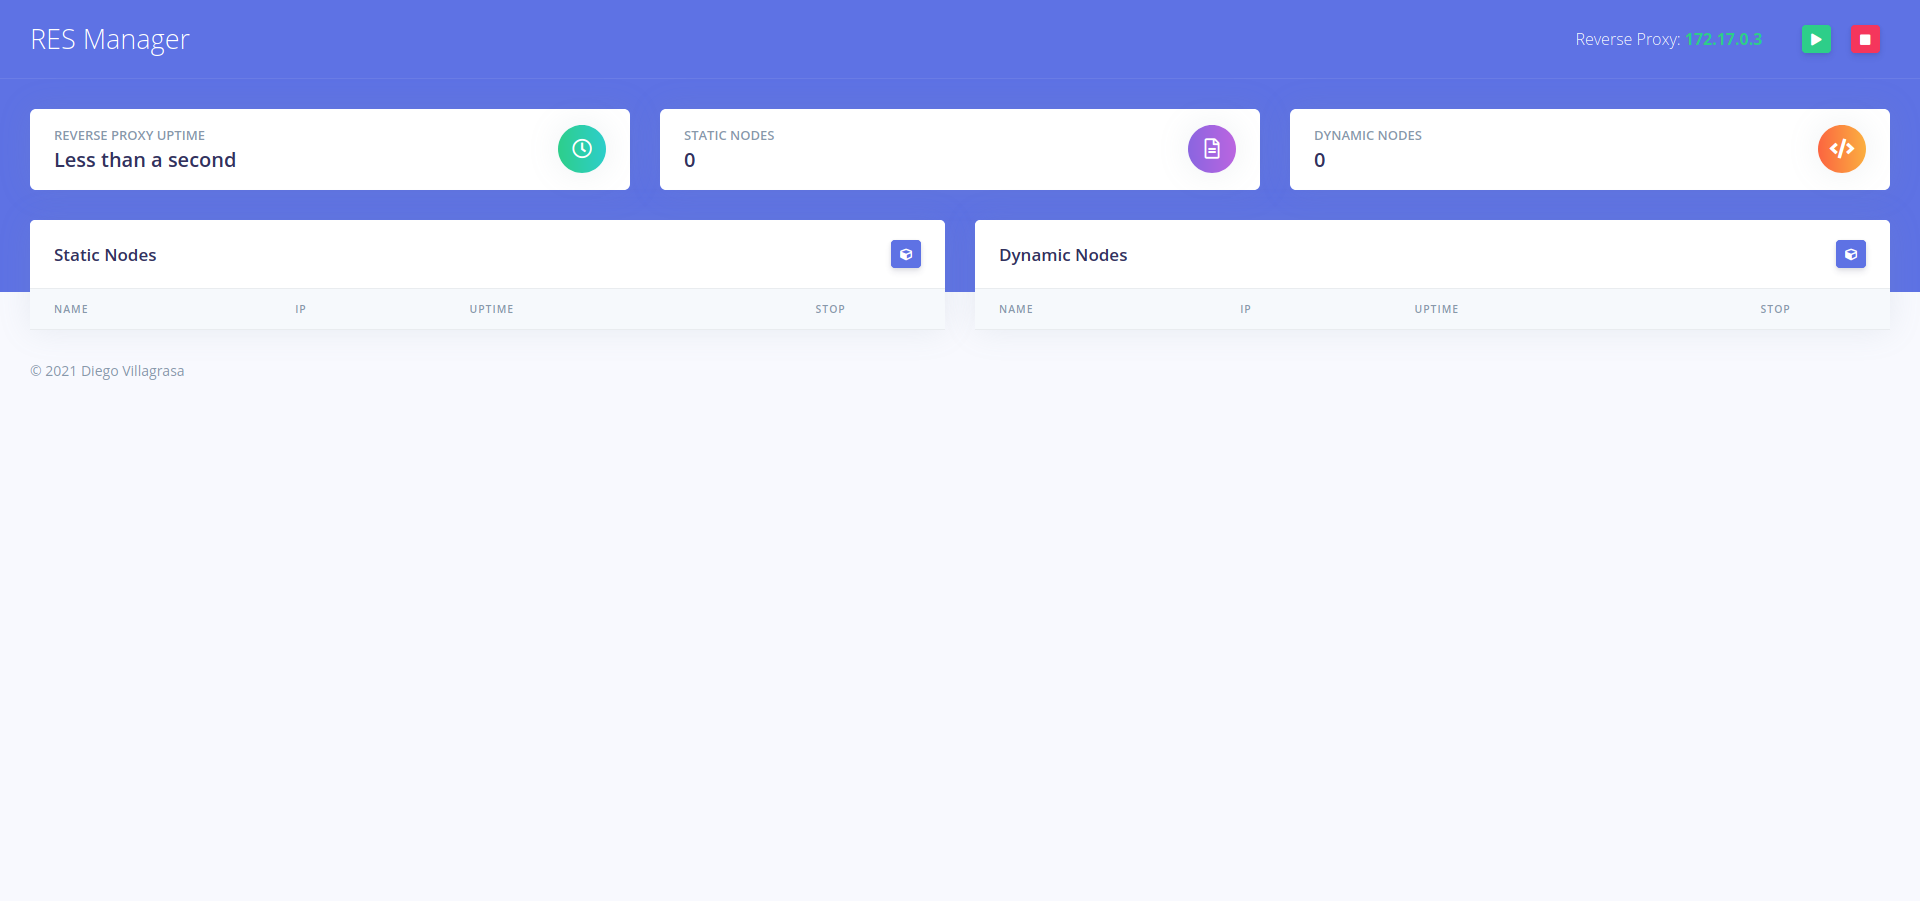 RES Manager
Reverse Proxy: 172.17.0.3
REVERSE PROXY UPTIME
Less than a second
STATIC NODES
0
DYNAMIC NODES
0
Static Nodes
NAME IP UPTIME STOP
Dynamic Nodes
NAME IP UPTIME STOP
© 2021 Diego Villagrasa